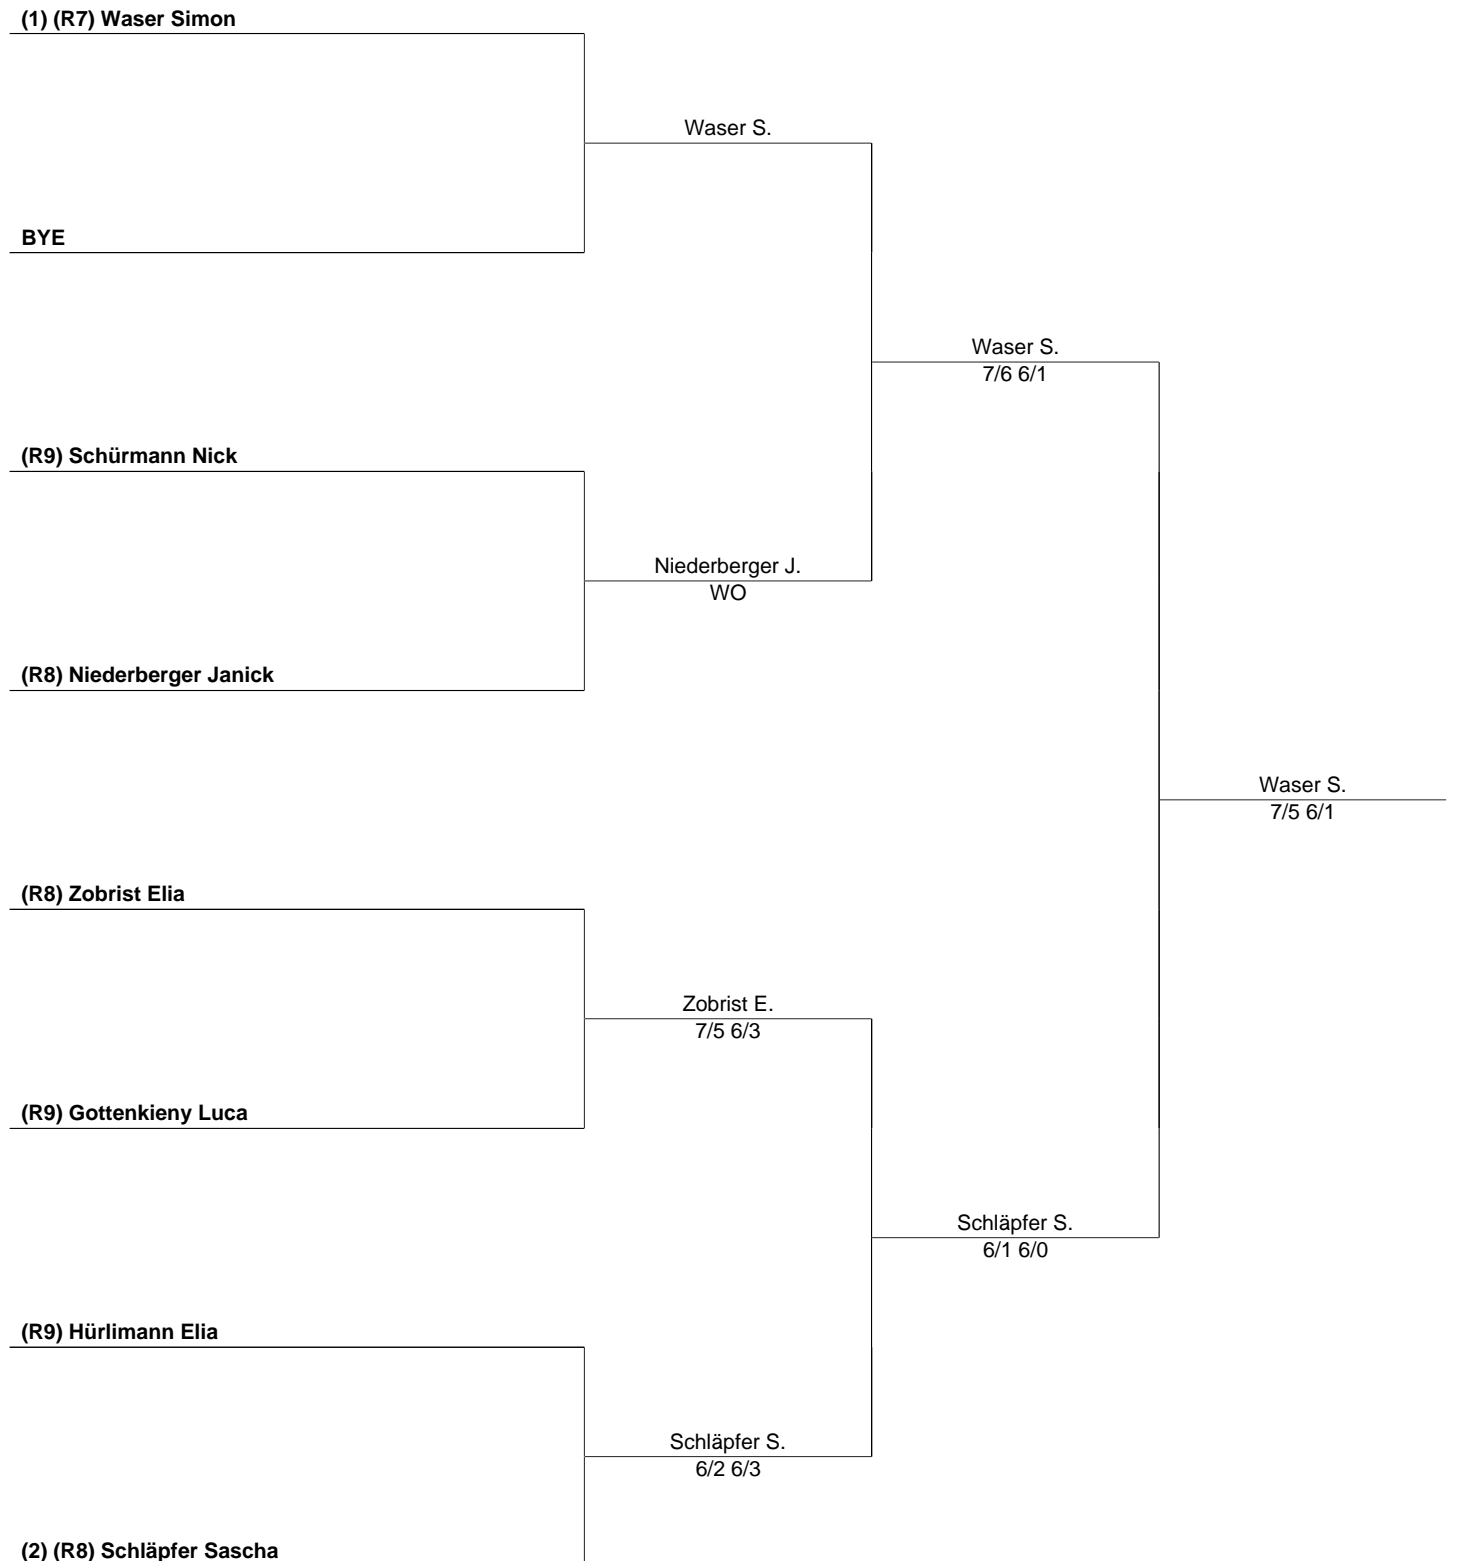 (1) (R7) Waser Simon
Waser S.
BYE
Waser S.
7/6 6/1
(R9) Schürmann Nick
Niederberger J.
WO
(R8) Niederberger Janick
Waser S.
7/5 6/1
(R8) Zobrist Elia
Zobrist E.
7/5 6/3
(R9) Gottenkieny Luca
Schläpfer S.
6/1 6/0
(R9) Hürlimann Elia
Schläpfer S.
6/2 6/3
(2) (R8) Schläpfer Sascha